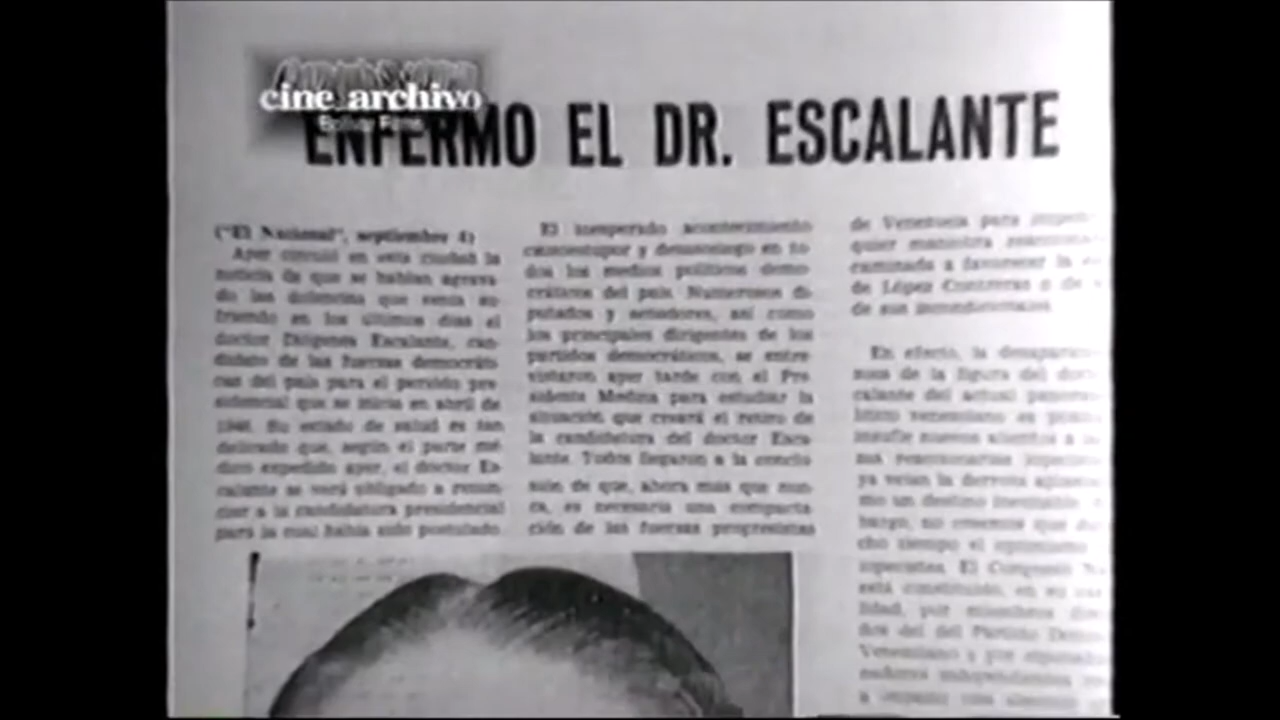 cine archivo
Bolívar Films
ENFERMO EL DR. ESCALANTE
("El Nacional", septiembre 4)
Ayer circuló en esta ciudad la
noticia de que se habían agrava-
do las dolencias que venía su-
friendo en los últimos días el
doctor Diógenes Escalante, can-
didato de las fuerzas democráti-
cas del país para el período pre-
sidencial que se inicia en abril de
1946. Su estado de salud es tan
delicado que, según el parte mé-
dico expedido ayer, el doctor Es-
calante se verá obligado a renun-
ciar a la candidatura presidencial
para la cual había sido postulado
El inesperado acontecimiento
y desasosiego en to-
dos los medios políticos demo-
cráticos del país. Numerosos di-
putados y senadores, así como
los principales dirigentes de los
partidos democráticos, se entre-
vistaron ayer tarde con el Pre-
sidente Medina para estudiar la
situación que creará el retiro de
la candidatura del doctor Esca-
lante. Todos llegaron a la conclu
sión de que, ahora más que nun-
ca, es necesaria una compacta-
ción de las fuerzas progresistas
de Venezuela para
quier maniobra
caminada a favorecer la
de López Contreras o de
de sus incondicionales
En efecto, la
de la figura del doc-
calante del actual
lítico venezolano es
nuevos alientos a
ya veían la derrota
mo un destino inevitable.
bargo, no creemos que
cho tiempo el optimismo
El Congreso
está constituido, en su
lidad, por miembros
dos del Partido
Venezolano y por
independientes